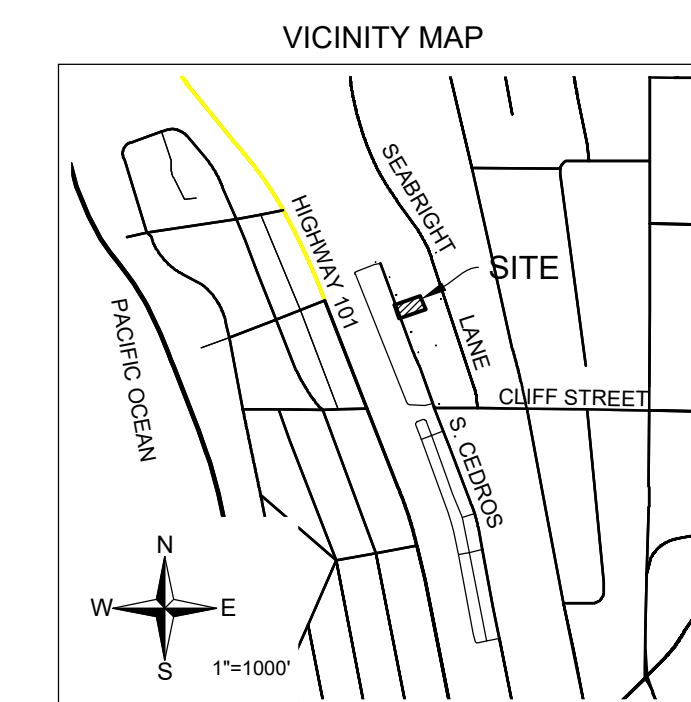 VICINITY MAP
SEABRIGHT
HIGHWAY 101
SITE
PACIFIC OCEAN
LANE
CLIFF STREET
S. CEDROS
N
W
E
S
1"=1000'